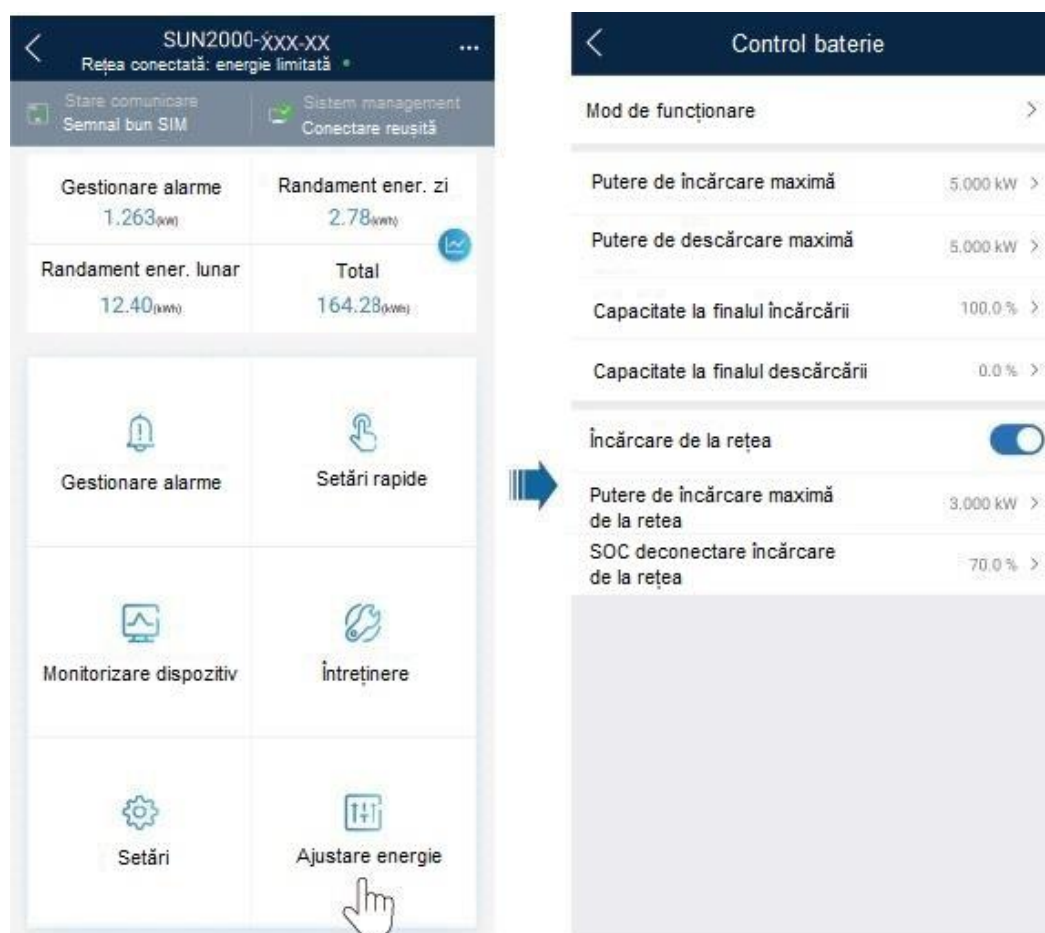 SUN2000-XXX-XX
Rețea conectată: energie limitată
Stare comunicare
Semnal bun SIM
Sistem management
Conectare reușită
Gestionare alarme
1.263(kW)
Randament ener. zi
2.78(kWh)
Randament ener. lunar
12.40(kWh)
Total
164.28(kWh)
Gestionare alarme
Setări rapide
Monitorizare dispozitiv
Întreținere
Setări
Ajustare energie
Control baterie
Mod de funcționare
Putere de încărcare maximă
5.000 kW
Putere de descărcare maximă
5.000 kW
Capacitate la finalul încărcării
100.0 %
Capacitate la finalul descărcării
0.0 %
Încărcare de la rețea
Putere de încărcare maximă
de la retea
3.000 kW
SOC deconectare încărcare
de la rețea
70.0 %